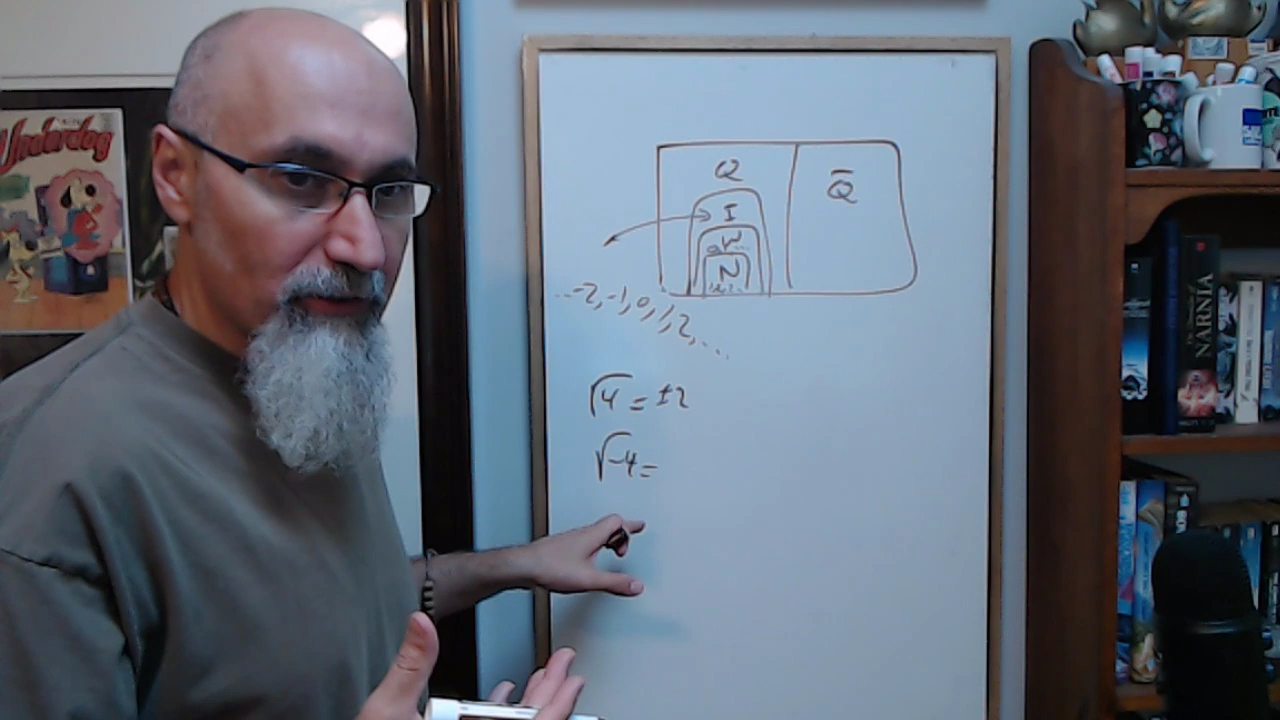 Underdog
Q
Q̅
I
W
N
...-2, -1, 0, 1, 2, ...
√4 = ±2
√-4 =
NARNIA